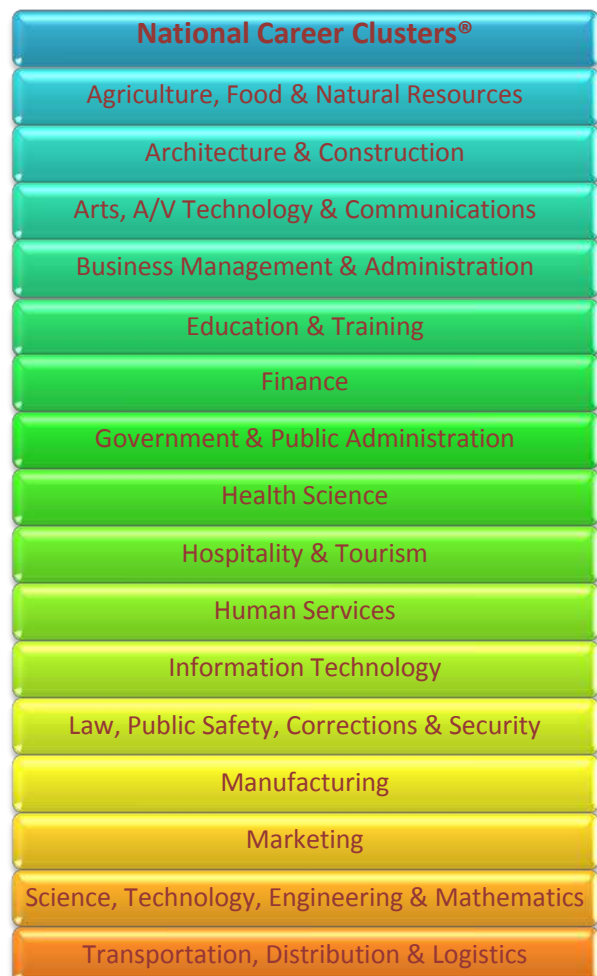 National Career Clusters®
Agriculture, Food & Natural Resources
Architecture & Construction
Arts, A/V Technology & Communications
Business Management & Administration
Education & Training
Finance
Government & Public Administration
Health Science
Hospitality & Tourism
Human Services
Information Technology
Law, Public Safety, Corrections & Security
Manufacturing
Marketing
Science, Technology, Engineering & Mathematics
Transportation, Distribution & Logistics